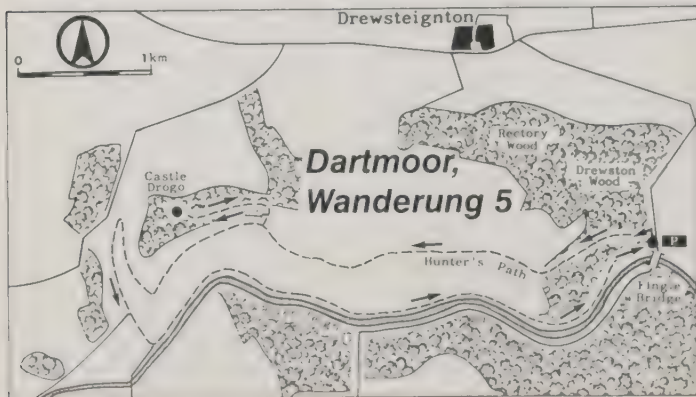 Drewsteignton
0 1km
Rectory
Wood
Dartmoor,
Wanderung 5
Castle
Drogo
Drewston
Wood
P
Hunter's Path
Fingle
Bridge